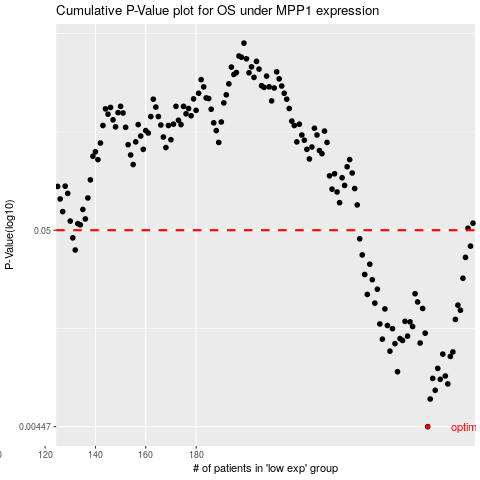 Cumulative P-Value plot for OS under MPP1 expression
P-Value(log10)
0.05
0.00447
optim
0
120
140
160
180
# of patients in 'low exp' group